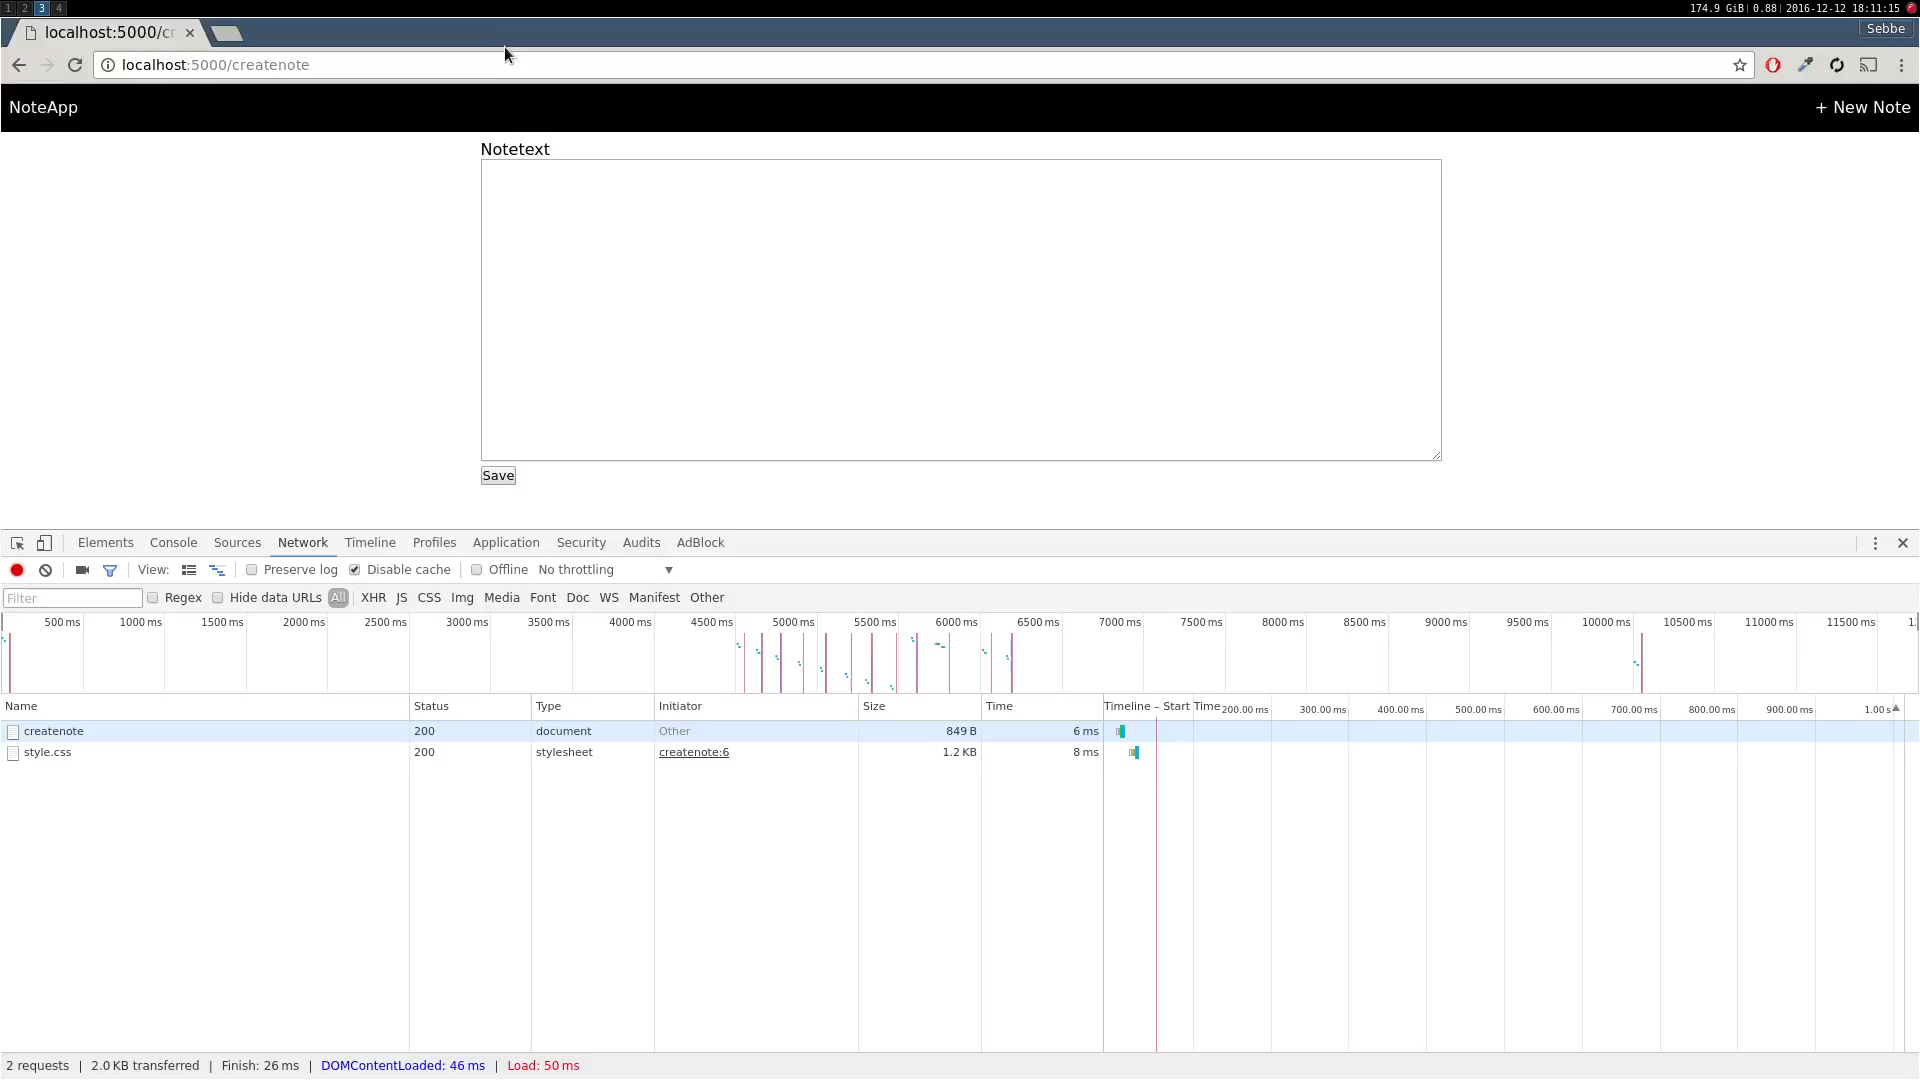 1 2 3 4 174.9 GiB| 0.88| 2016-12-12 18:11:15
localhost:5000/cr Sebbe
localhost:5000/createnote
NoteApp + New Note
Notetext
Save
Elements Console Sources Network Timeline Profiles Application Security Audits AdBlock
View: Preserve log Disable cache Offline No throttling
Filter Regex Hide data URLs All XHR JS CSS Img Media Font Doc WS Manifest Other
500 ms 1000 ms 1500 ms 2000 ms 2500 ms 3000 ms 3500 ms 4000 ms 4500 ms 5000 ms 5500 ms 6000 ms 6500 ms 7000 ms 7500 ms 8000 ms 8500 ms 9000 ms 9500 ms 10000 ms 10500 ms 11000 ms 11500 ms
Name Status Type Initiator Size Time Timeline – Start Time 200.00 ms 300.00 ms 400.00 ms 500.00 ms 600.00 ms 700.00 ms 800.00 ms 900.00 ms 1.00 s
createnote 200 document Other 849 B 6 ms
style.css 200 stylesheet createnote:6 1.2 KB 8 ms
2 requests | 2.0 KB transferred | Finish: 26 ms | DOMContentLoaded: 46 ms | Load: 50 ms